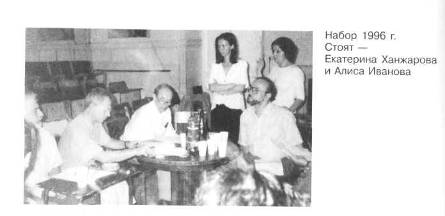 Набор 1996 г.
Стоят —
Екатерина Ханжарова
и Алиса Иванова